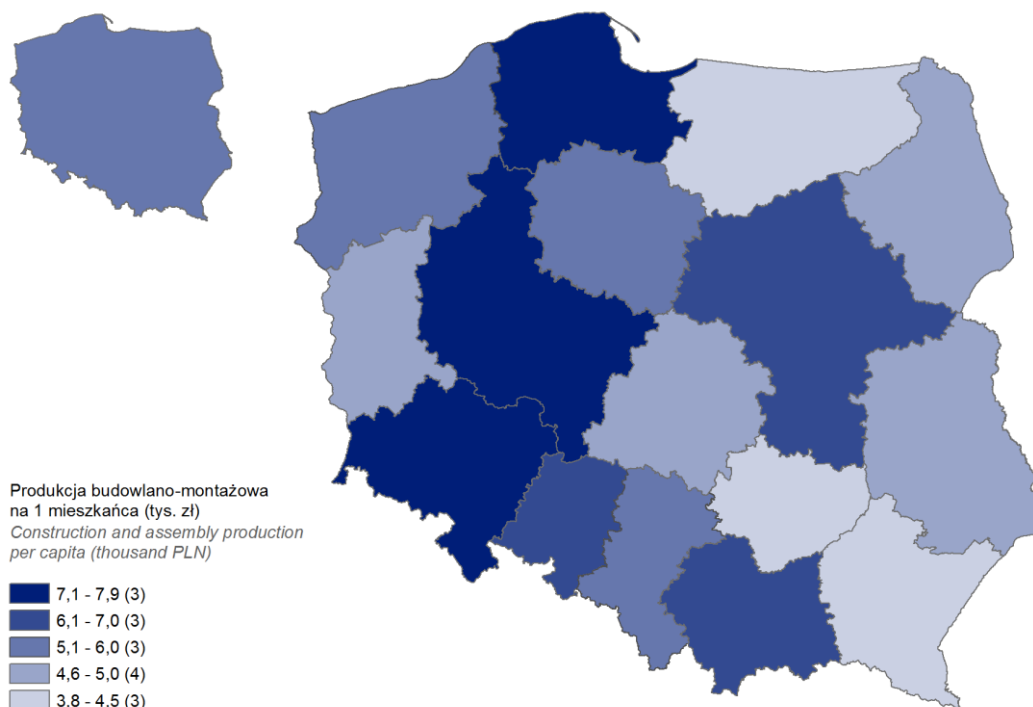 Produkcja budowlano-montażowa
na 1 mieszkańca (tys. zł)
Construction and assembly production
per capita (thousand PLN)
7,1 - 7,9 (3)
6,1 - 7,0 (3)
5,1 - 6,0 (3)
4,6 - 5,0 (4)
3,8 - 4,5 (3)